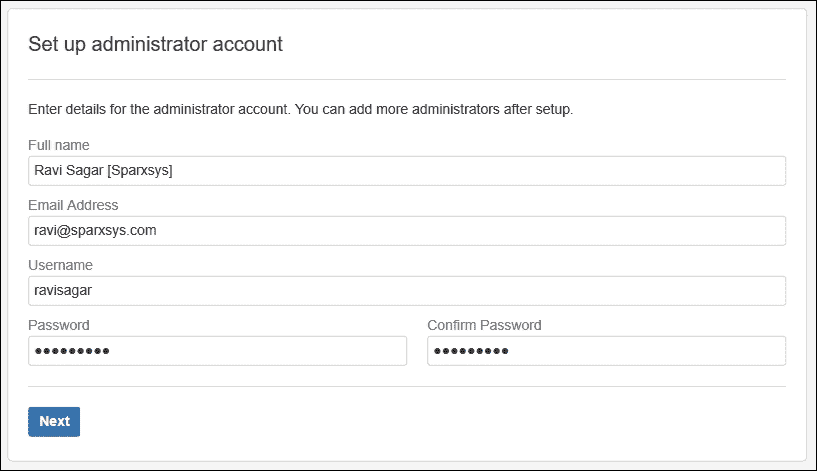 Set up administrator account
Enter details for the administrator account. You can add more administrators after setup.
Full name
Ravi Sagar [Sparxsys]
Email Address
ravi@sparxsys.com
Username
ravisagar
Password Confirm Password
●●●●●●●●● ●●●●●●●●●
Next